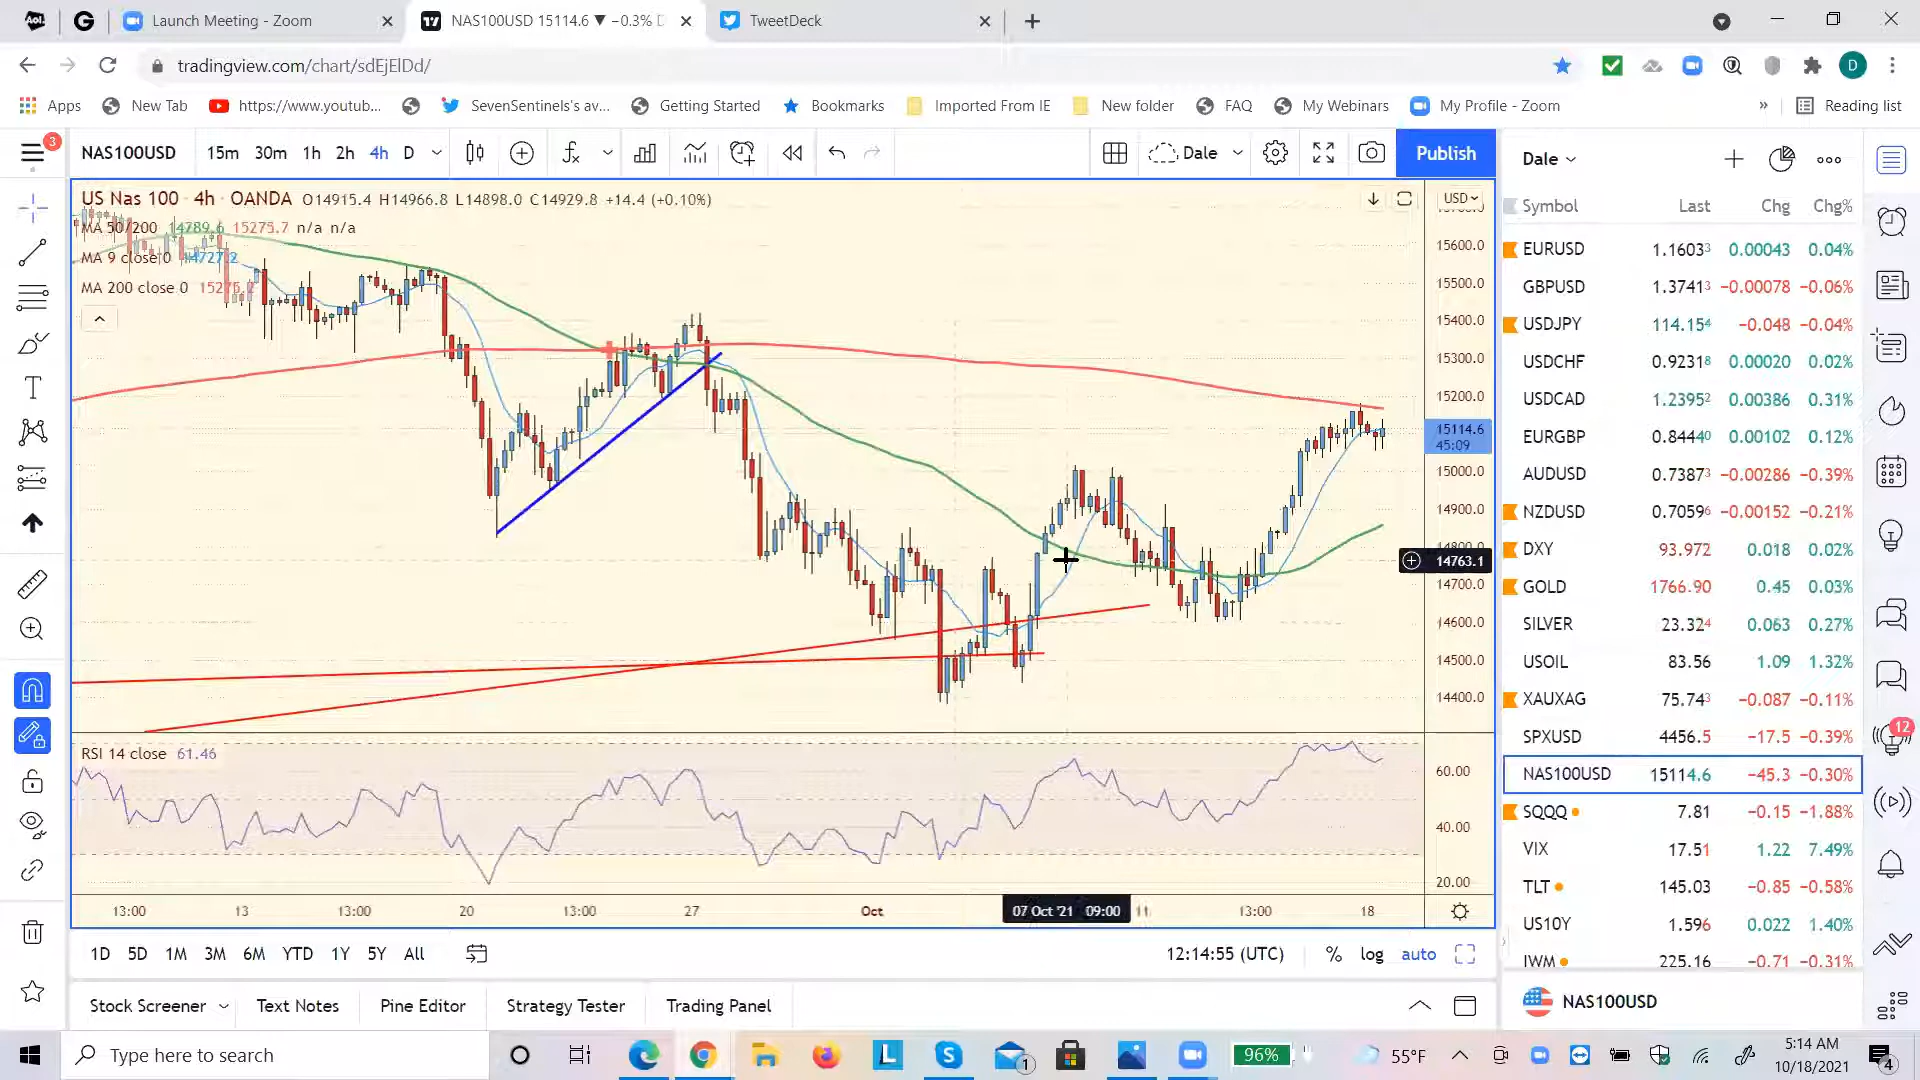 Aol.
G
Launch Meeting - Zoom
NAS100USD 15114.6 ▼ −0.3% D
TweetDeck
tradingview.com/chart/sdEjElDd/
D
Apps
New Tab
https://www.youtub...
SevenSentinels's av...
Getting Started
Bookmarks
Imported From IE
New folder
FAQ
My Webinars
My Profile - Zoom
»
Reading list
3
NAS100USD
15m 30m 1h 2h 4h D
Dale
Publish
US Nas 100 · 4h · OANDA O14915.4 H14966.8 L14898.0 C14929.8 +14.4 (+0.10%)
MA 50/200 14789.6 15275.7 n/a n/a
MA 9 close 0 14727.2
MA 200 close 0
USD
15600.0
15500.0
15400.0
15300.0
15200.0
15114.6
45:09
15000.0
14900.0
14800.0
14763.1
14700.0
14600.0
14500.0
14400.0
RSI 14 close 61.46
60.00
40.00
20.00
13:00 13 13:00 20 13:00 27 Oct 07 Oct '21 09:00 11 13:00 18
1D 5D 1M 3M 6M YTD 1Y 5Y All
12:14:55 (UTC) % log auto
Stock Screener Text Notes Pine Editor Strategy Tester Trading Panel
Dale
Symbol Last Chg Chg%
EURUSD 1.16033 0.00043 0.04%
GBPUSD 1.37413 −0.00078 −0.06%
USDJPY 114.154 −0.048 −0.04%
USDCHF 0.92318 0.00020 0.02%
USDCAD 1.23952 0.00386 0.31%
EURGBP 0.84440 0.00102 0.12%
AUDUSD 0.73873 −0.00286 −0.39%
NZDUSD 0.70596 −0.00152 −0.21%
DXY 93.972 0.018 0.02%
GOLD 1766.90 0.45 0.03%
SILVER 23.324 0.063 0.27%
USOIL 83.56 1.09 1.32%
XAUXAG 75.743 −0.087 −0.11%
SPXUSD 4456.5 −17.5 −0.39%
NAS100USD 15114.6 −45.3 −0.30%
SQQQ 7.81 −0.15 −1.88%
VIX 17.51 1.22 7.49%
TLT 145.03 −0.85 −0.58%
US10Y 1.596 0.022 1.40%
IWM 225.16 −0.71 −0.31%
NAS100USD
12
Type here to search
L
1
96%
55°F
5:14 AM
10/18/2021
4